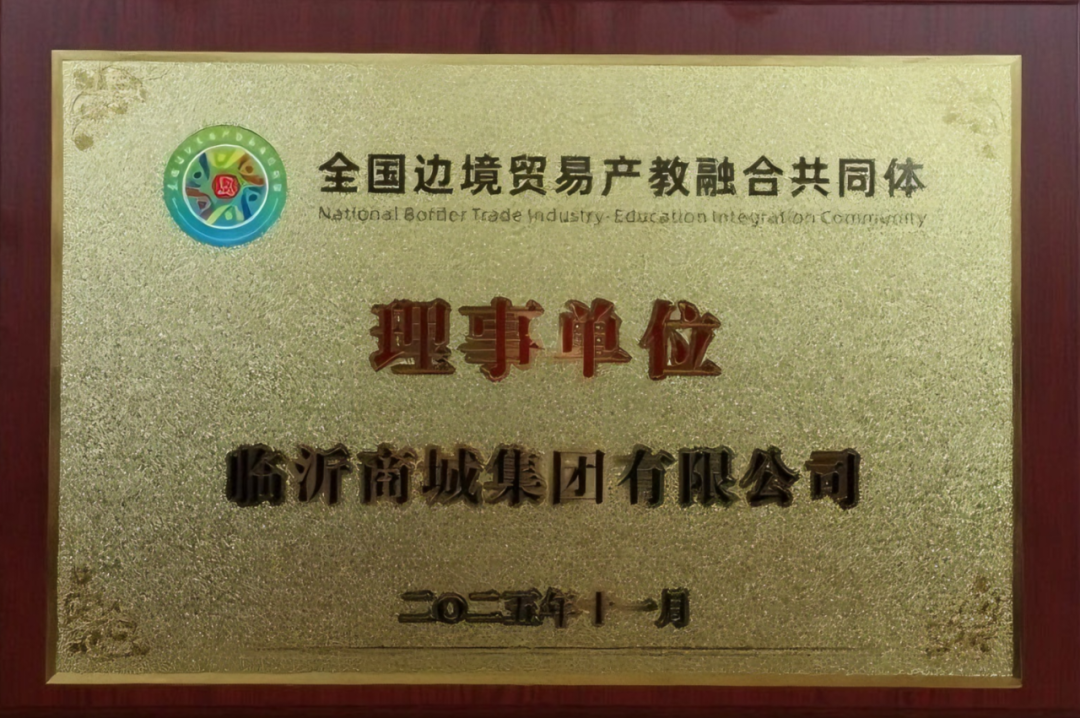 全国边境贸易产教融合共同体
National Border Trade Industry-Education Integration Community
理事单位
临沂商城集团有限公司
二〇二五年十一月